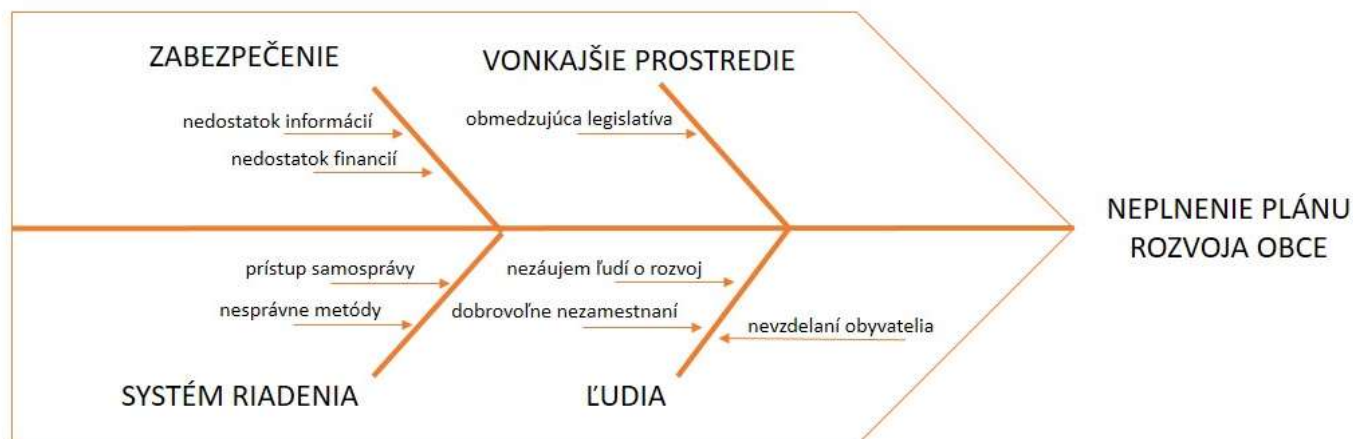 ZABEZPEČENIE
VONKAJŠIE PROSTREDIE
nedostatok informácií
obmedzujúca legislatíva
nedostatok financií
NEPLNENIE PLÁNU
ROZVOJA OBCE
prístup samosprávy
nezáujem ľudí o rozvoj
nesprávne metódy
dobrovoľne nezamestnaní
nevzdelaní obyvatelia
SYSTÉM RIADENIA
ĽUDIA